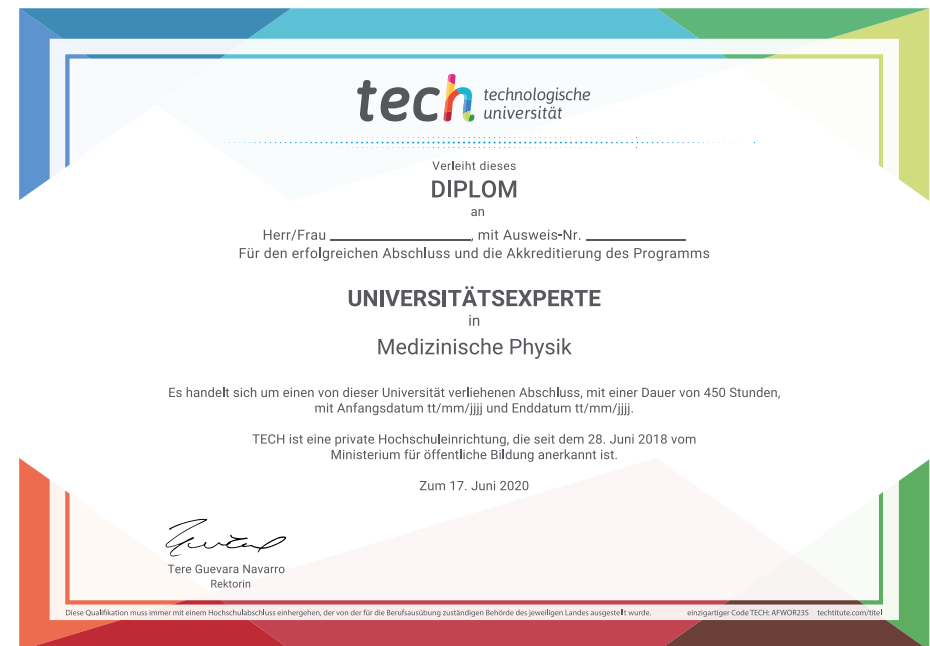 tech technologische
universität
Verleiht dieses
DIPLOM
an
Herr/Frau ____________________, mit Ausweis-Nr. ______________
Für den erfolgreichen Abschluss und die Akkreditierung des Programms
UNIVERSITÄTSEXPERTE
in
Medizinische Physik
Es handelt sich um einen von dieser Universität verliehenen Abschluss, mit einer Dauer von 450 Stunden,
mit Anfangsdatum tt/mm/jjjj und Enddatum tt/mm/jjjj.
TECH ist eine private Hochschuleinrichtung, die seit dem 28. Juni 2018 vom
Ministerium für öffentliche Bildung anerkannt ist.
Zum 17. Juni 2020
Tere Guevara Navarro
Rektorin
Diese Qualifikation muss immer mit einem Hochschulabschluss einhergehen, der von der für die Berufsausübung zuständigen Behörde des jeweiligen Landes ausgestellt wurde. einzigartiger Code TECH: AFWOR23S techtitute.com/titel